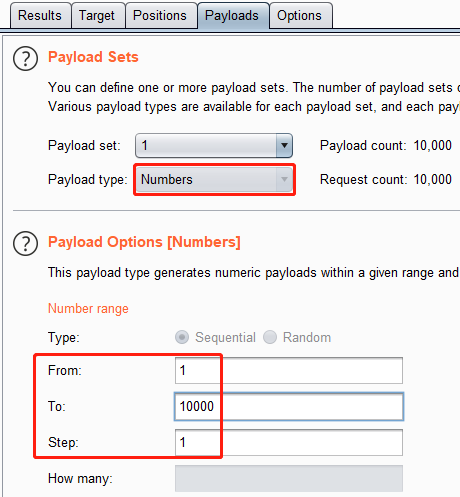 Results Target Positions Payloads Options
? Payload Sets
You can define one or more payload sets. The number of payload sets
Various payload types are available for each payload set, and each
Payload set: 1 Payload count: 10,000
Payload type: Numbers Request count: 10,000
? Payload Options [Numbers]
This payload type generates numeric payloads within a given range and
Number range
Type: Sequential Random
From: 1
To: 10000
Step: 1
How many: